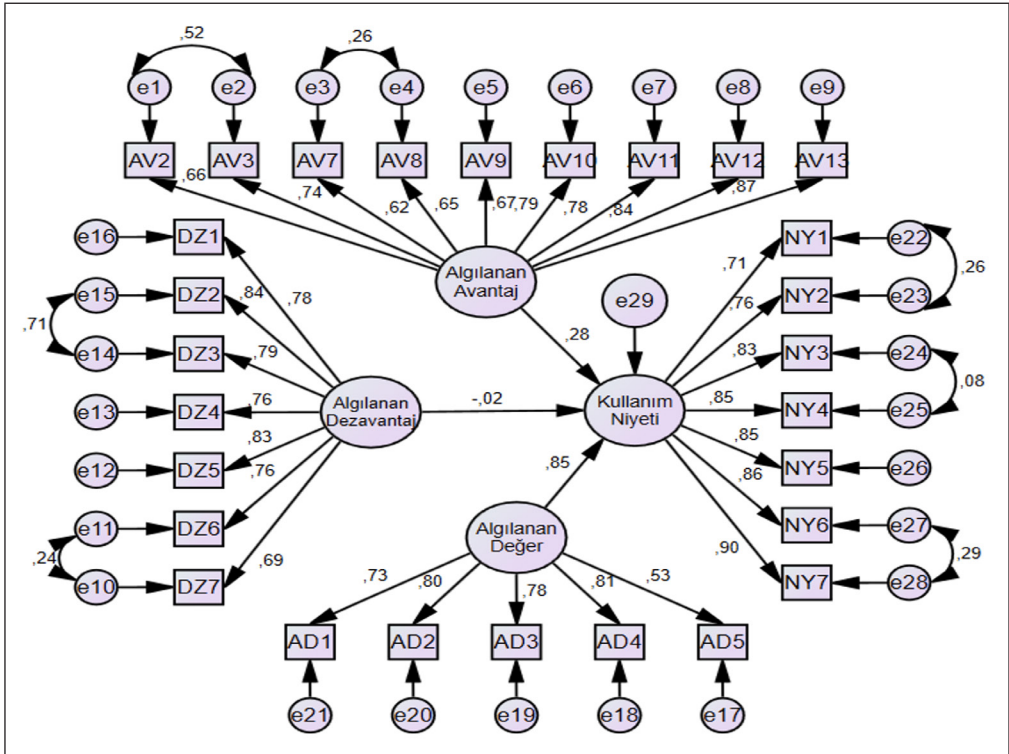 ,52
,26
e1 e2 e3 e4 e5 e6 e7 e8 e9
AV2 AV3 AV7 AV8 AV9 AV10 AV11 AV12 AV13
,66 ,74 ,62 ,65 ,67 ,79 ,78 ,84 ,87
Algılanan
Avantaj
e16 DZ1
e15 DZ2
,71
e14 DZ3
e13 DZ4
e12 DZ5
e11 DZ6
,24
e10 DZ7
,78
,84
,79
,76
,83
,76
,69
Algılanan
Dezavantaj
,28
-,02
,85
e29
Kullanım
Niyeti
,71
,76
,83
,85
,85
,86
,90
NY1 e22
,26
NY2 e23
NY3 e24
,08
NY4 e25
NY5 e26
NY6 e27
,29
NY7 e28
Algılanan
Değer
,73 ,80 ,78 ,81 ,53
AD1 AD2 AD3 AD4 AD5
e21 e20 e19 e18 e17